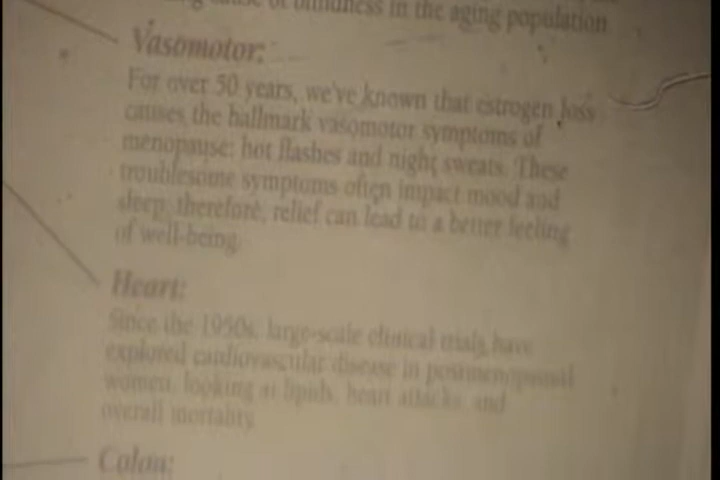 of blindness in the aging population
Vasomotor:
For over 50 years, we've known that estrogen loss
causes the hallmark vasomotor symptoms of
menopause: hot flashes and night sweats. These
troublesome symptoms often impact mood and
sleep; therefore, relief can lead to a better feeling
of well-being.
Heart:
Since the 1950s, large-scale clinical trials have
explored cardiovascular disease in postmenopausal
women, looking at lipids, heart attacks, and
overall mortality.
Colon: